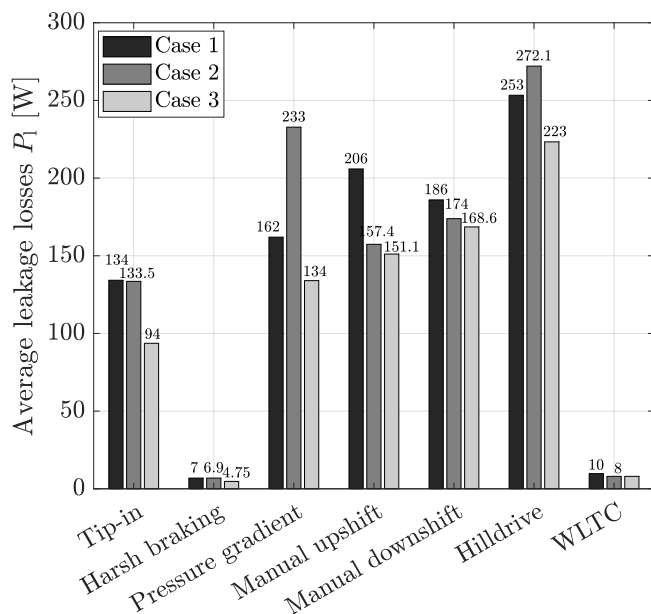 Average leakage losses P_l [W]
300
250
200
150
100
50
0
Case 1
Case 2
Case 3
134
133.5
94
7
6.9
4.75
162
233
134
206
157.4
151.1
186
174
168.6
253
272.1
223
10
8
Tip-in
Harsh braking
Pressure gradient
Manual upshift
Manual downshift
Hilldrive
WLTC